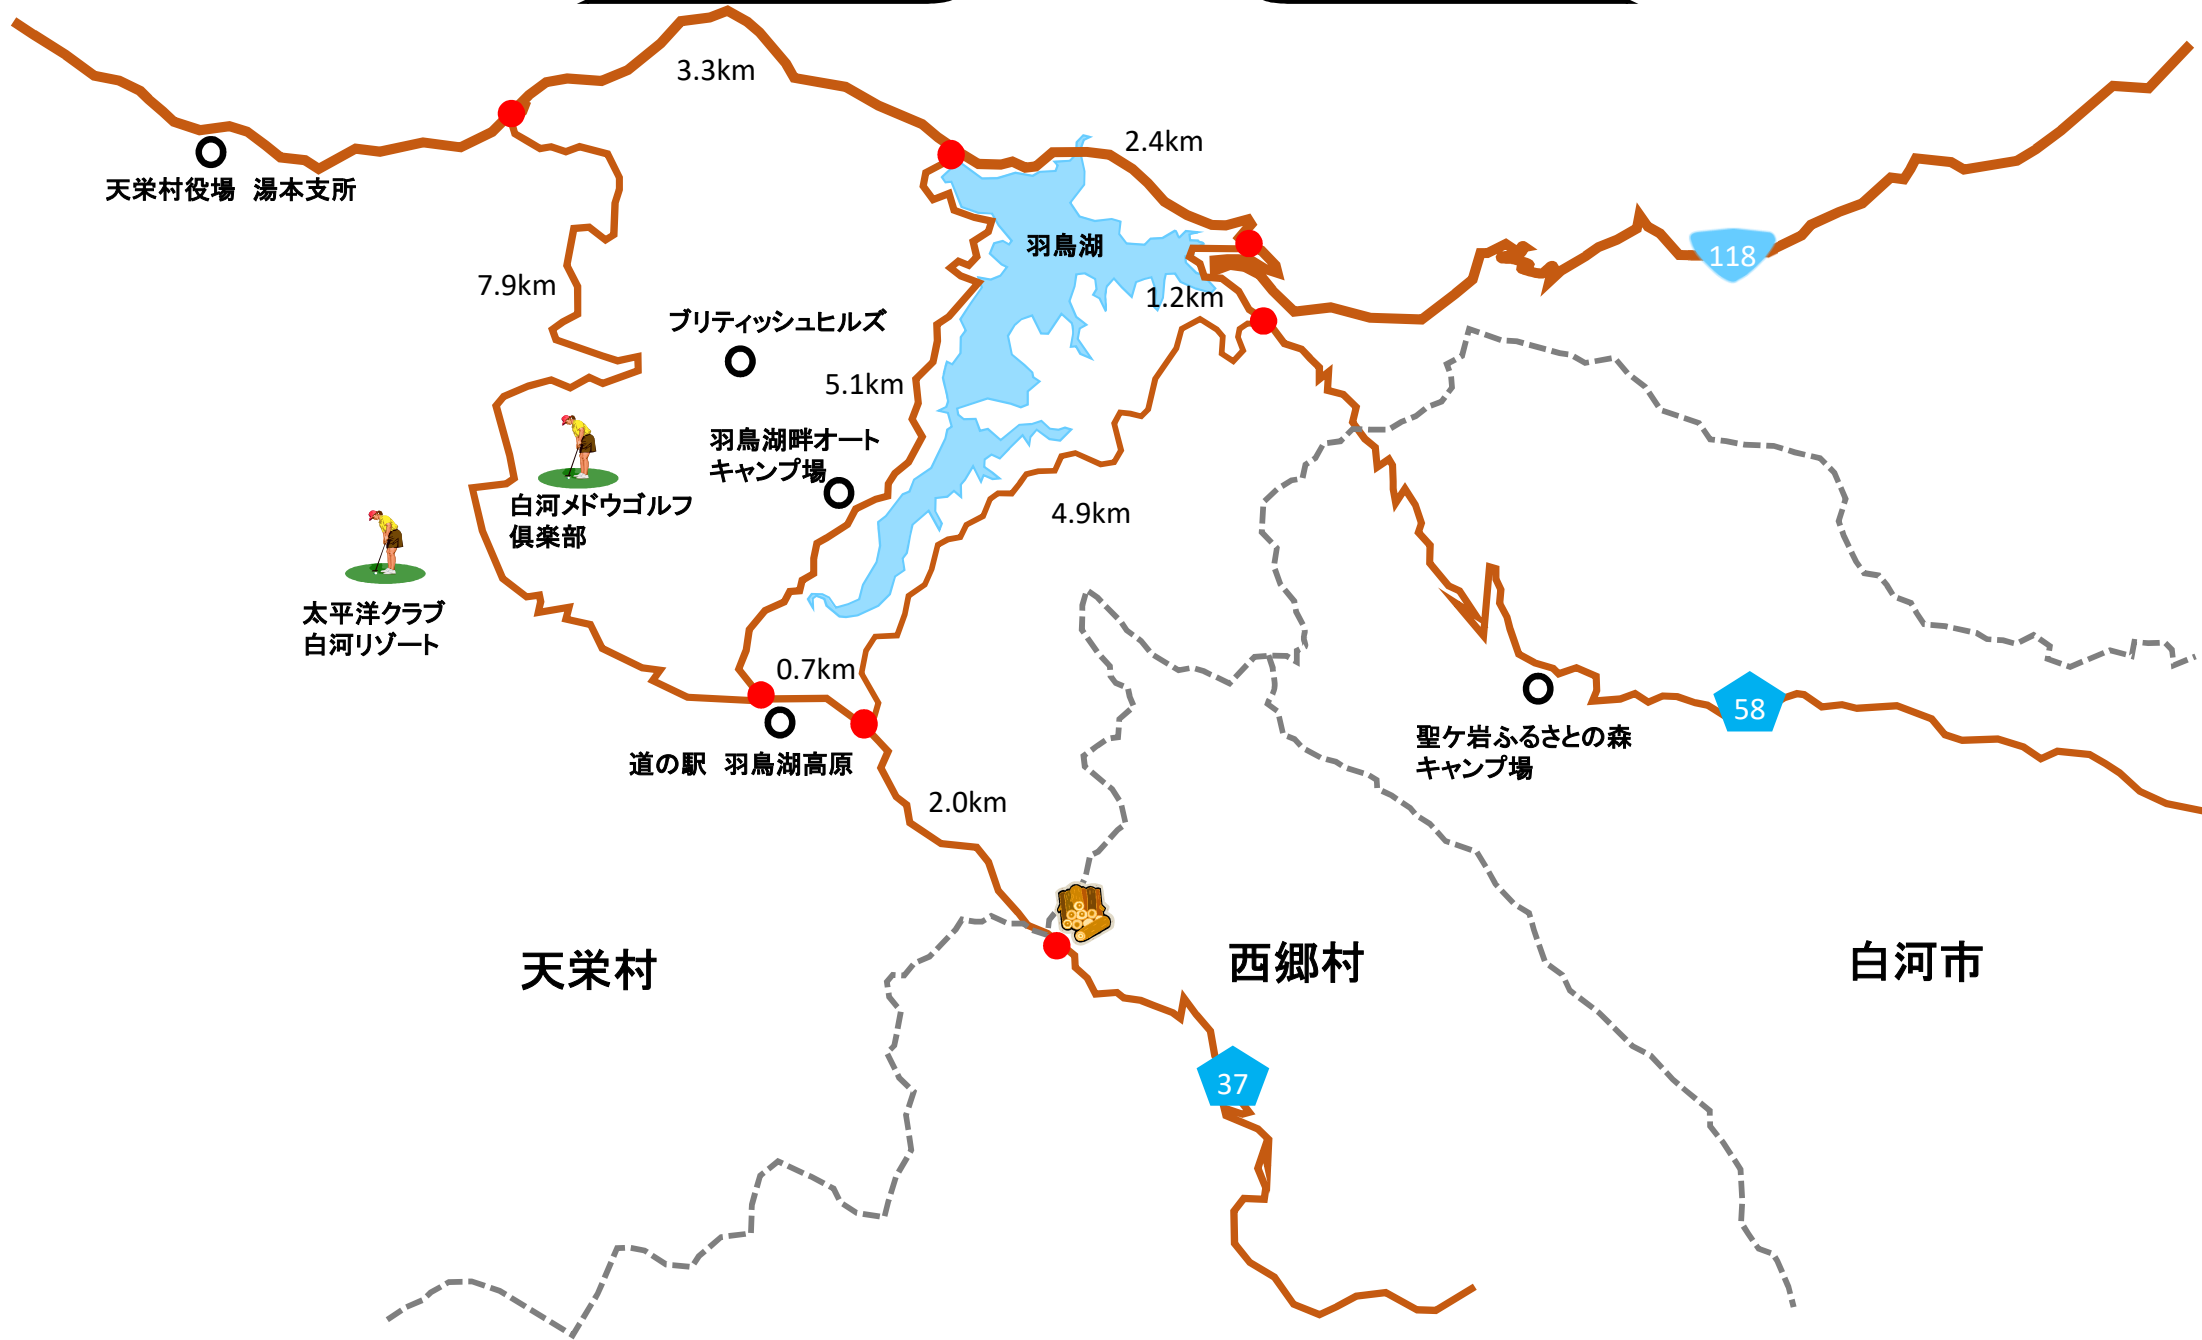 3.3km
2.4km
天栄村役場 湯本支所
羽鳥湖
118
7.9km
1.2km
ブリティッシュヒルズ
5.1km
羽鳥湖畔オート
キャンプ場
白河メドウゴルフ
倶楽部
4.9km
太平洋クラブ
白河リゾート
0.7km
58
聖ケ岩ふるさとの森
キャンプ場
道の駅 羽鳥湖高原
2.0km
天栄村
西郷村
白河市
37